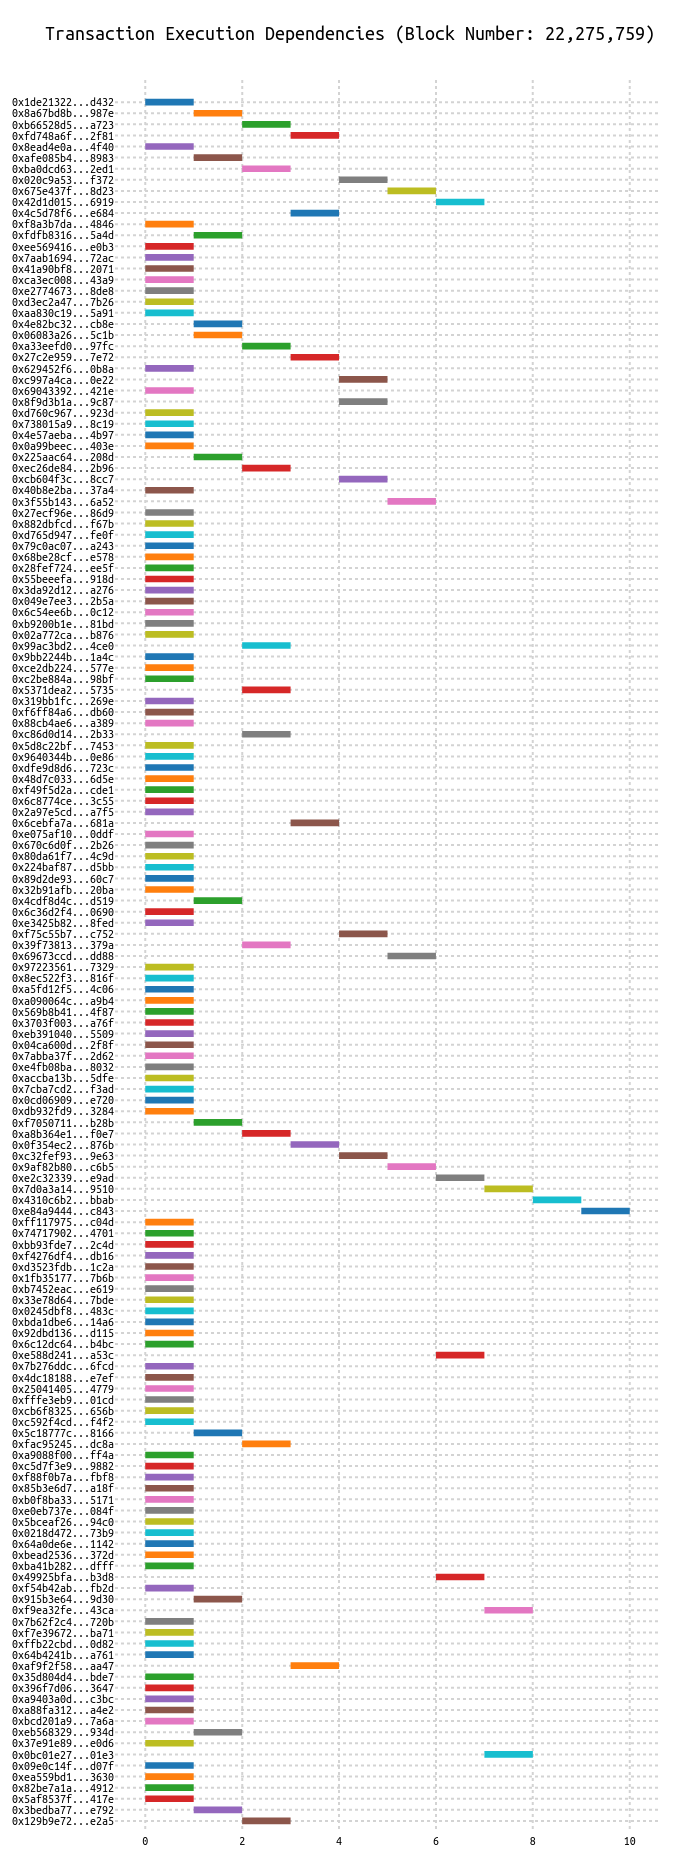 Transaction Execution Dependencies (Block Number: 22,275,759)
0x1de21322...d432
0x8a67bd8b...987e
0xb66528d5...a723
0xfd748a6f...2f81
0x8ead4e0a...4f40
0xafe085b4...8983
0xba0dcd63...2ed1
0x020c9a53...f372
0x675e437f...8d23
0x42d1d015...6919
0x4c5d78f6...e684
0xf8a3b7da...4846
0xfdfb8316...5a4d
0xee569416...e0b3
0x7aab1694...72ac
0x41a90bf8...2071
0xca3ec008...43a9
0xe2774673...8de8
0xd3ec2a47...7b26
0xaa830c19...5a91
0x4e82bc32...cb8e
0x06083a26...5c1b
0xa33eefd0...97fc
0x27c2e959...7e72
0x629452f6...0b8a
0xc997a4ca...0e22
0x69043392...421e
0x8f9d3b1a...9c87
0xd760c967...923d
0x738015a9...8c19
0x4e57aeba...4b97
0x0a99beec...403e
0x225aac64...208d
0xec26de84...2b96
0xcb604f3c...8cc7
0x40b8e2ba...37a4
0x3f55b143...6a52
0x27ecf96e...86d9
0x882dbfcd...f67b
0xd765d947...fe0f
0x79c0ac07...a243
0x68be28cf...e578
0x28fef724...ee5f
0x55beeefa...918d
0x3da92d12...a276
0x049e7ee3...2b5a
0x6c54ee6b...0c12
0xb9200b1e...81bd
0x02a772ca...b876
0x99ac3bd2...4ce0
0x9bb2244b...1a4c
0xce2db224...577e
0xc2be884a...98bf
0x5371dea2...5735
0x319bb1fc...269e
0xf6ff84a6...db60
0x88cb4ae6...a389
0xc86d0d14...2b33
0x5d8c22bf...7453
0x9640344b...0e86
0xdfe9d8d6...723c
0x48d7c033...6d5e
0xf49f5d2a...cde1
0x6c8774ce...3c55
0x2a97e5cd...a7f5
0x6cebfa7a...681a
0xe075af10...0ddf
0x670c6d0f...2b26
0x80da61f7...4c9d
0x224baf87...d5bb
0x89d2de93...60c7
0x32b91afb...20ba
0x4cdf8d4c...d519
0x6c36d2f4...0690
0xe3425b82...8fed
0xf75c55b7...c752
0x39f73813...379a
0x69673ccd...dd88
0x97223561...7329
0x8ec522f3...816f
0xa5fd12f5...4c06
0xa090064c...a9b4
0x569b8b41...4f87
0x3703f003...a76f
0xeb391040...5509
0x04ca600d...2f8f
0x7abba37f...2d62
0xe4fb08ba...8032
0xaccba13b...5dfe
0x7cba7cd2...f3ad
0x0cd06909...e720
0xdb932fd9...3284
0xf7050711...b28b
0xa8b364e1...f0e7
0x0f354ec2...876b
0xc32fef93...9e63
0x9af82b80...c6b5
0xe2c32339...e9ad
0x7d0a3a14...9510
0x4310c6b2...bbab
0xe84a9444...c843
0xff117975...c04d
0x74717902...4701
0xbb93fde7...2c4d
0xf4276df4...db16
0xd3523fdb...1c2a
0x1fb35177...7b6b
0xb7452eac...e619
0x33e78d64...7bde
0x0245dbf8...483c
0xbda1dbe6...14a6
0x92dbd136...d115
0x6c12dc64...b4bc
0xe588d241...a53c
0x7b276ddc...6fcd
0x4dc18188...e7ef
0x25041405...4779
0xfffe3eb9...01cd
0xcb6f8325...656b
0xc592f4cd...f4f2
0x5c18777c...8166
0xfac95245...dc8a
0xa9088f00...ff4a
0xc5d7f3e9...9882
0xf88f0b7a...fbf8
0x85b3e6d7...a18f
0xb0f8ba33...5171
0xe0eb737e...084f
0x5bceaf26...94c0
0x0218d472...73b9
0x64a0de6e...1142
0xbead2536...372d
0xba41b282...dfff
0x49925bfa...b3d8
0xf54b42ab...fb2d
0x915b3e64...9d30
0xf9ea32fe...43ca
0x7b62f2c4...720b
0xf7e39672...ba71
0xffb22cbd...0d82
0x64b4241b...a761
0xaf9f2f58...aa47
0x35d804d4...bde7
0x396f7d06...3647
0xa9403a0d...c3bc
0xa88fa312...a4e2
0xbcd201a9...7a6a
0xeb568329...934d
0x37e91e89...e0d6
0x0bc01e27...01e3
0x09e0c14f...d07f
0xea559bd1...3630
0x82be7a1a...4912
0x5af8537f...417e
0x3bedba77...e792
0x129b9e72...e2a5
0 2 4 6 8 10